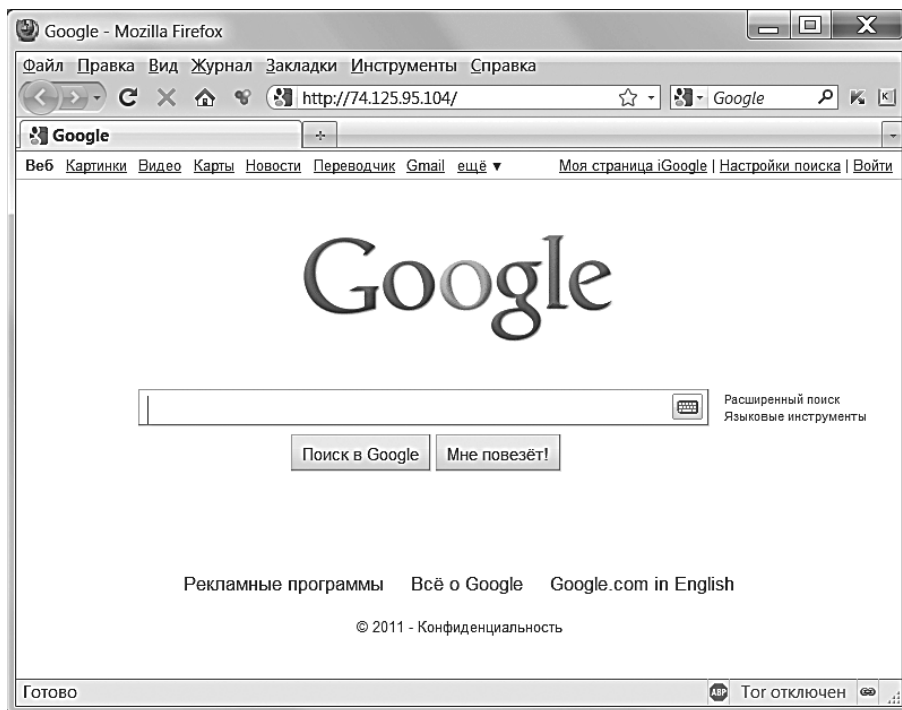 Google - Mozilla Firefox
Файл Правка Вид Журнал Закладки Инструменты Справка
http://74.125.95.104/ Google
Google
Веб Картинки Видео Карты Новости Переводчик Gmail ещё ▼ Моя страница iGoogle | Настройки поиска | Войти
Google
Расширенный поиск
Языковые инструменты
Поиск в Google Мне повезёт!
Рекламные программы Всё о Google Google.com in English
© 2011 - Конфиденциальность
Готово ABP Tor отключен